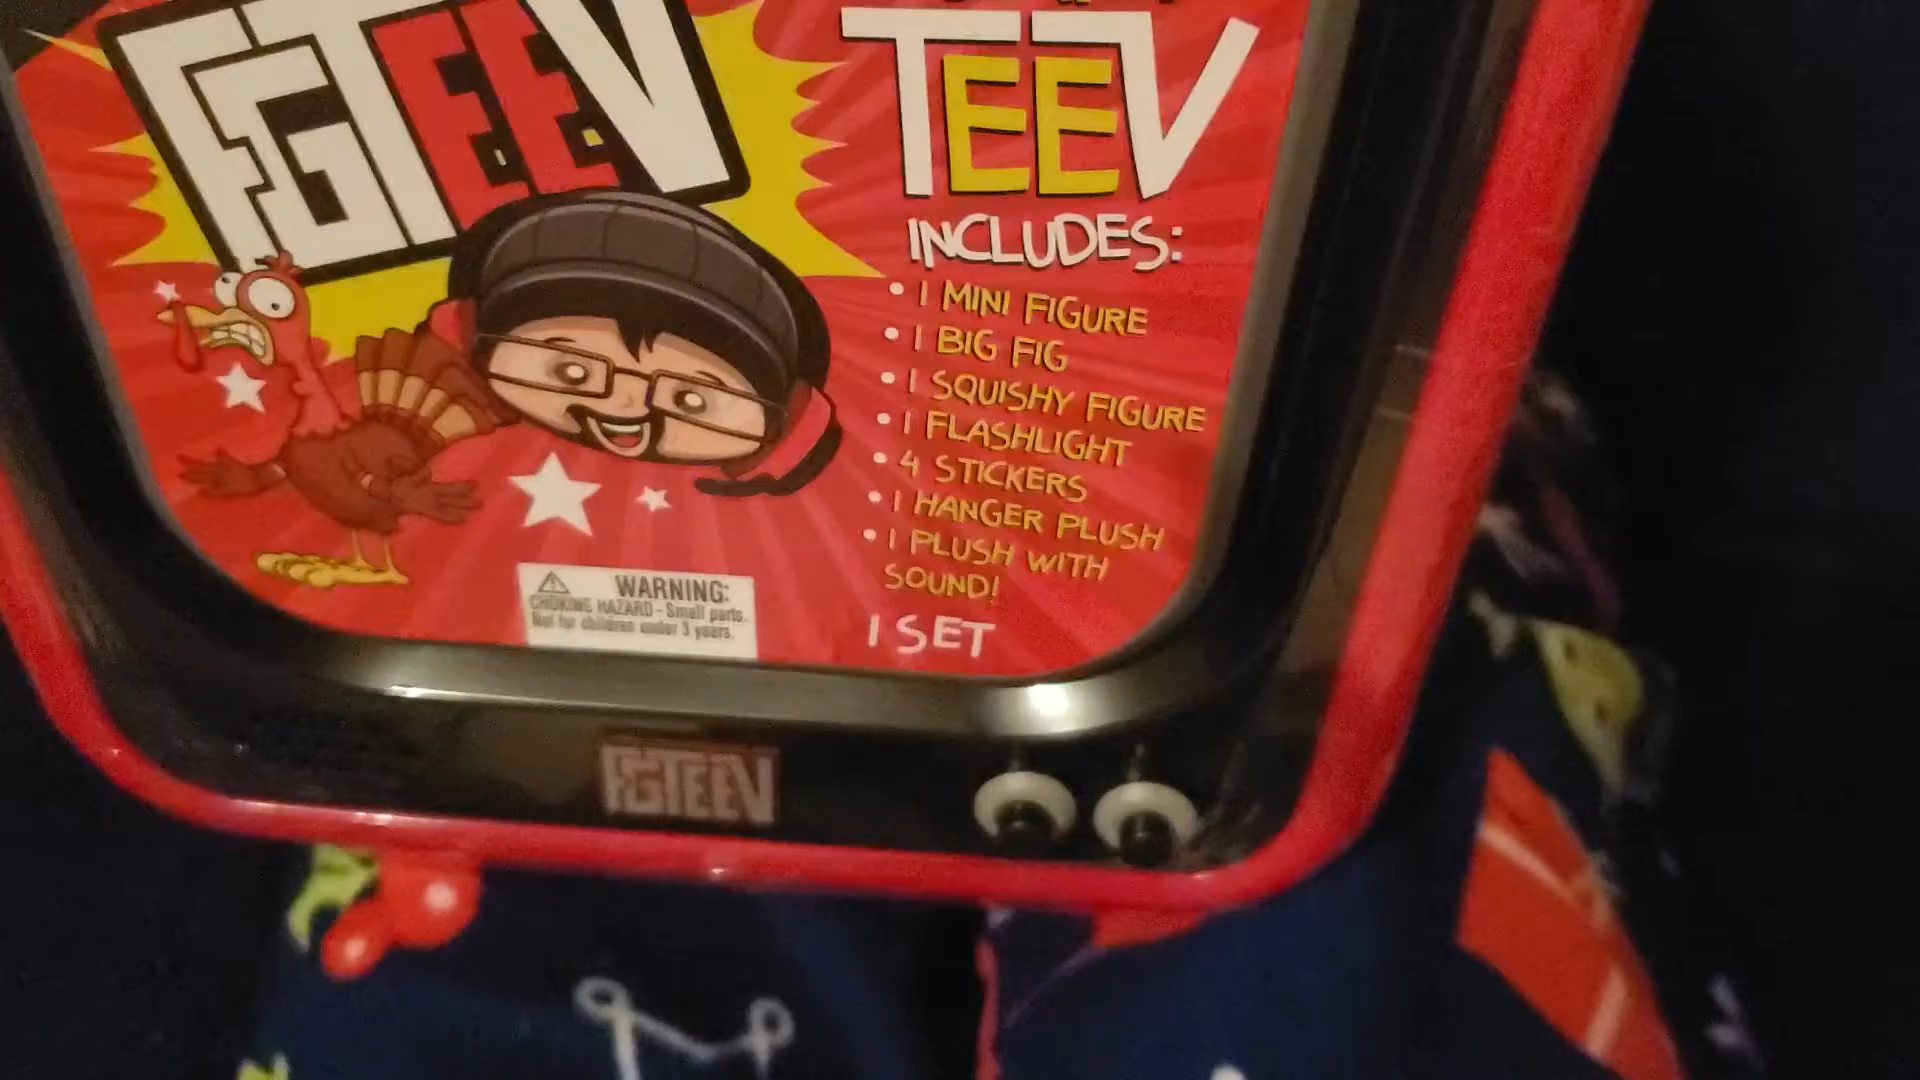 FGTEEV
TEEV
INCLUDES:
• 1 MINI FIGURE
• 1 BIG FIG
• 1 SQUISHY FIGURE
• 1 FLASHLIGHT
• 4 STICKERS
• 1 HANGER PLUSH
• 1 PLUSH WITH
SOUND!
1 SET
WARNING:
CHOKING HAZARD - Small parts.
Not for children under 3 years.
FGTEEV